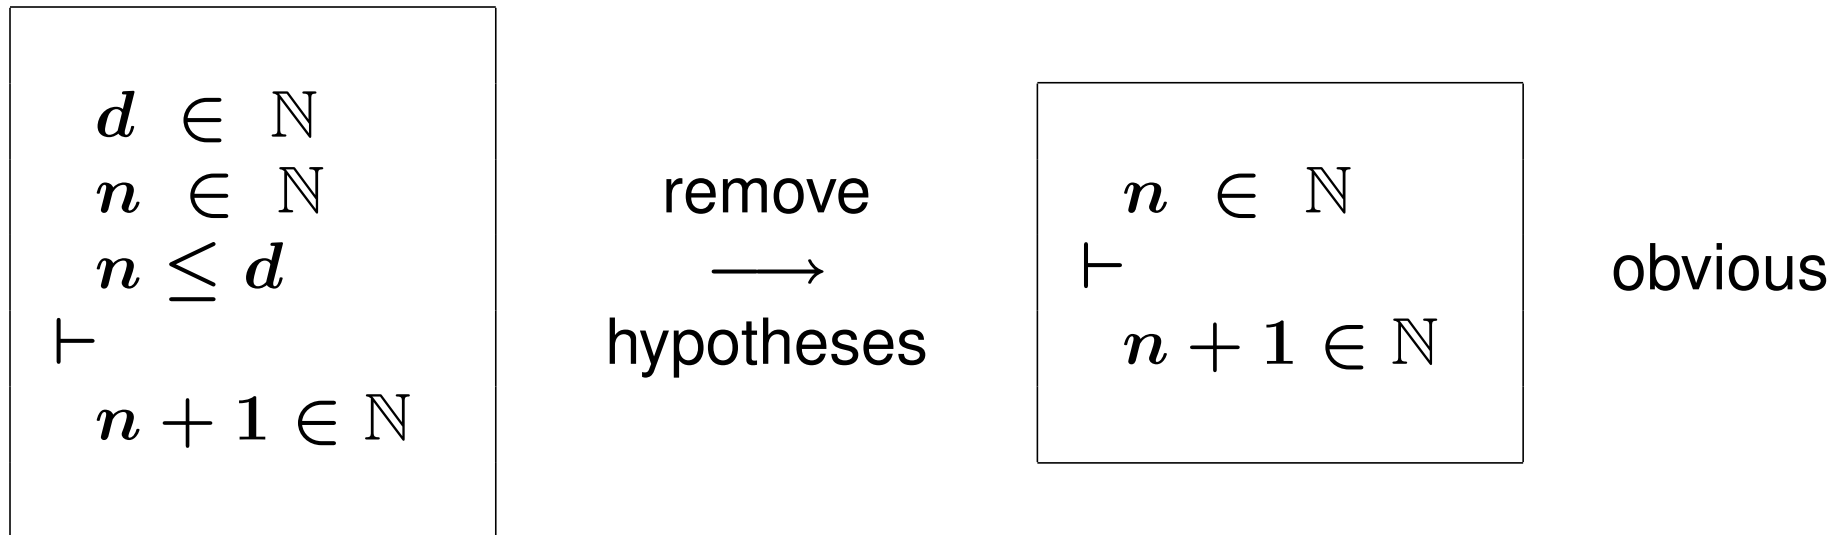 d ∈ ℕ
n ∈ ℕ
n ≤ d
⊢
n + 1 ∈ ℕ
remove
⟶
hypotheses
n ∈ ℕ
⊢
n + 1 ∈ ℕ
obvious